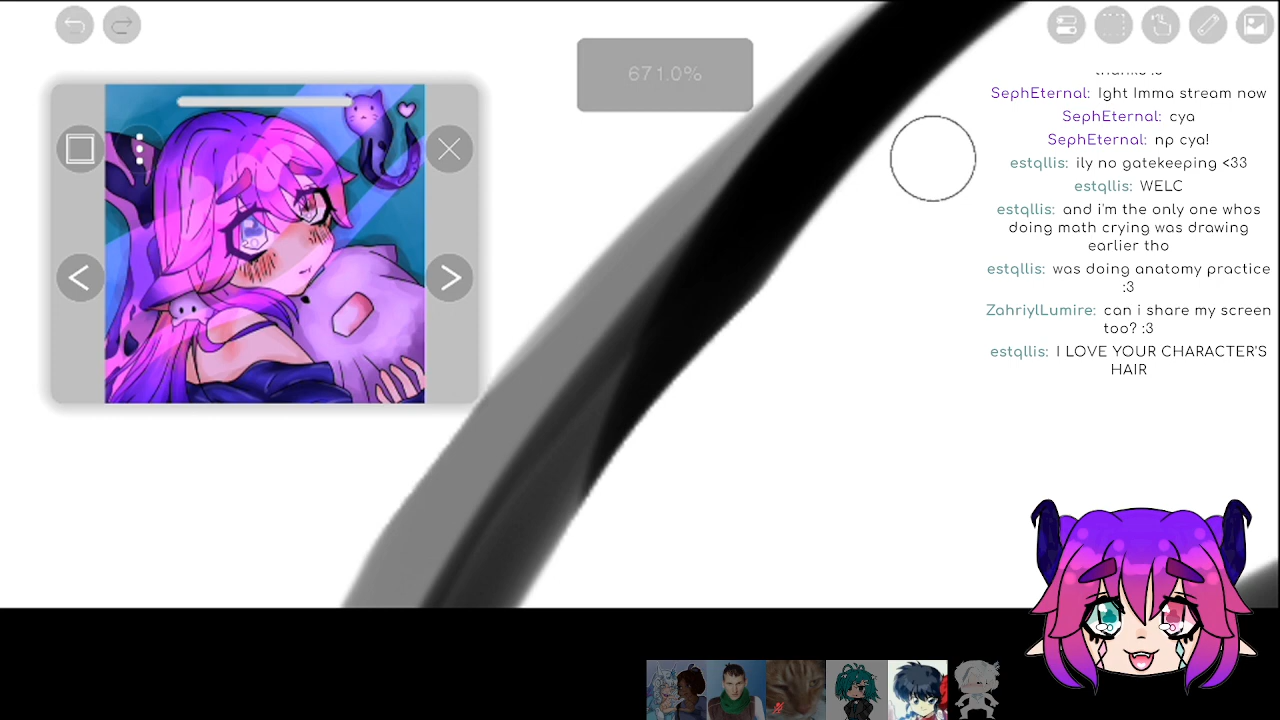 671.0%
thanks :3
SephEternal: Ight Imma stream now
SephEternal: cya
SephEternal: np cya!
estqllis: ily no gatekeeping <33
estqllis: WELC
estqllis: and i'm the only one whos
doing math crying was drawing
earlier tho
estqllis: was doing anatomy practice
:3
ZahriylLumire: can i share my screen
too? :3
estqllis: I LOVE YOUR CHARACTER'S
HAIR